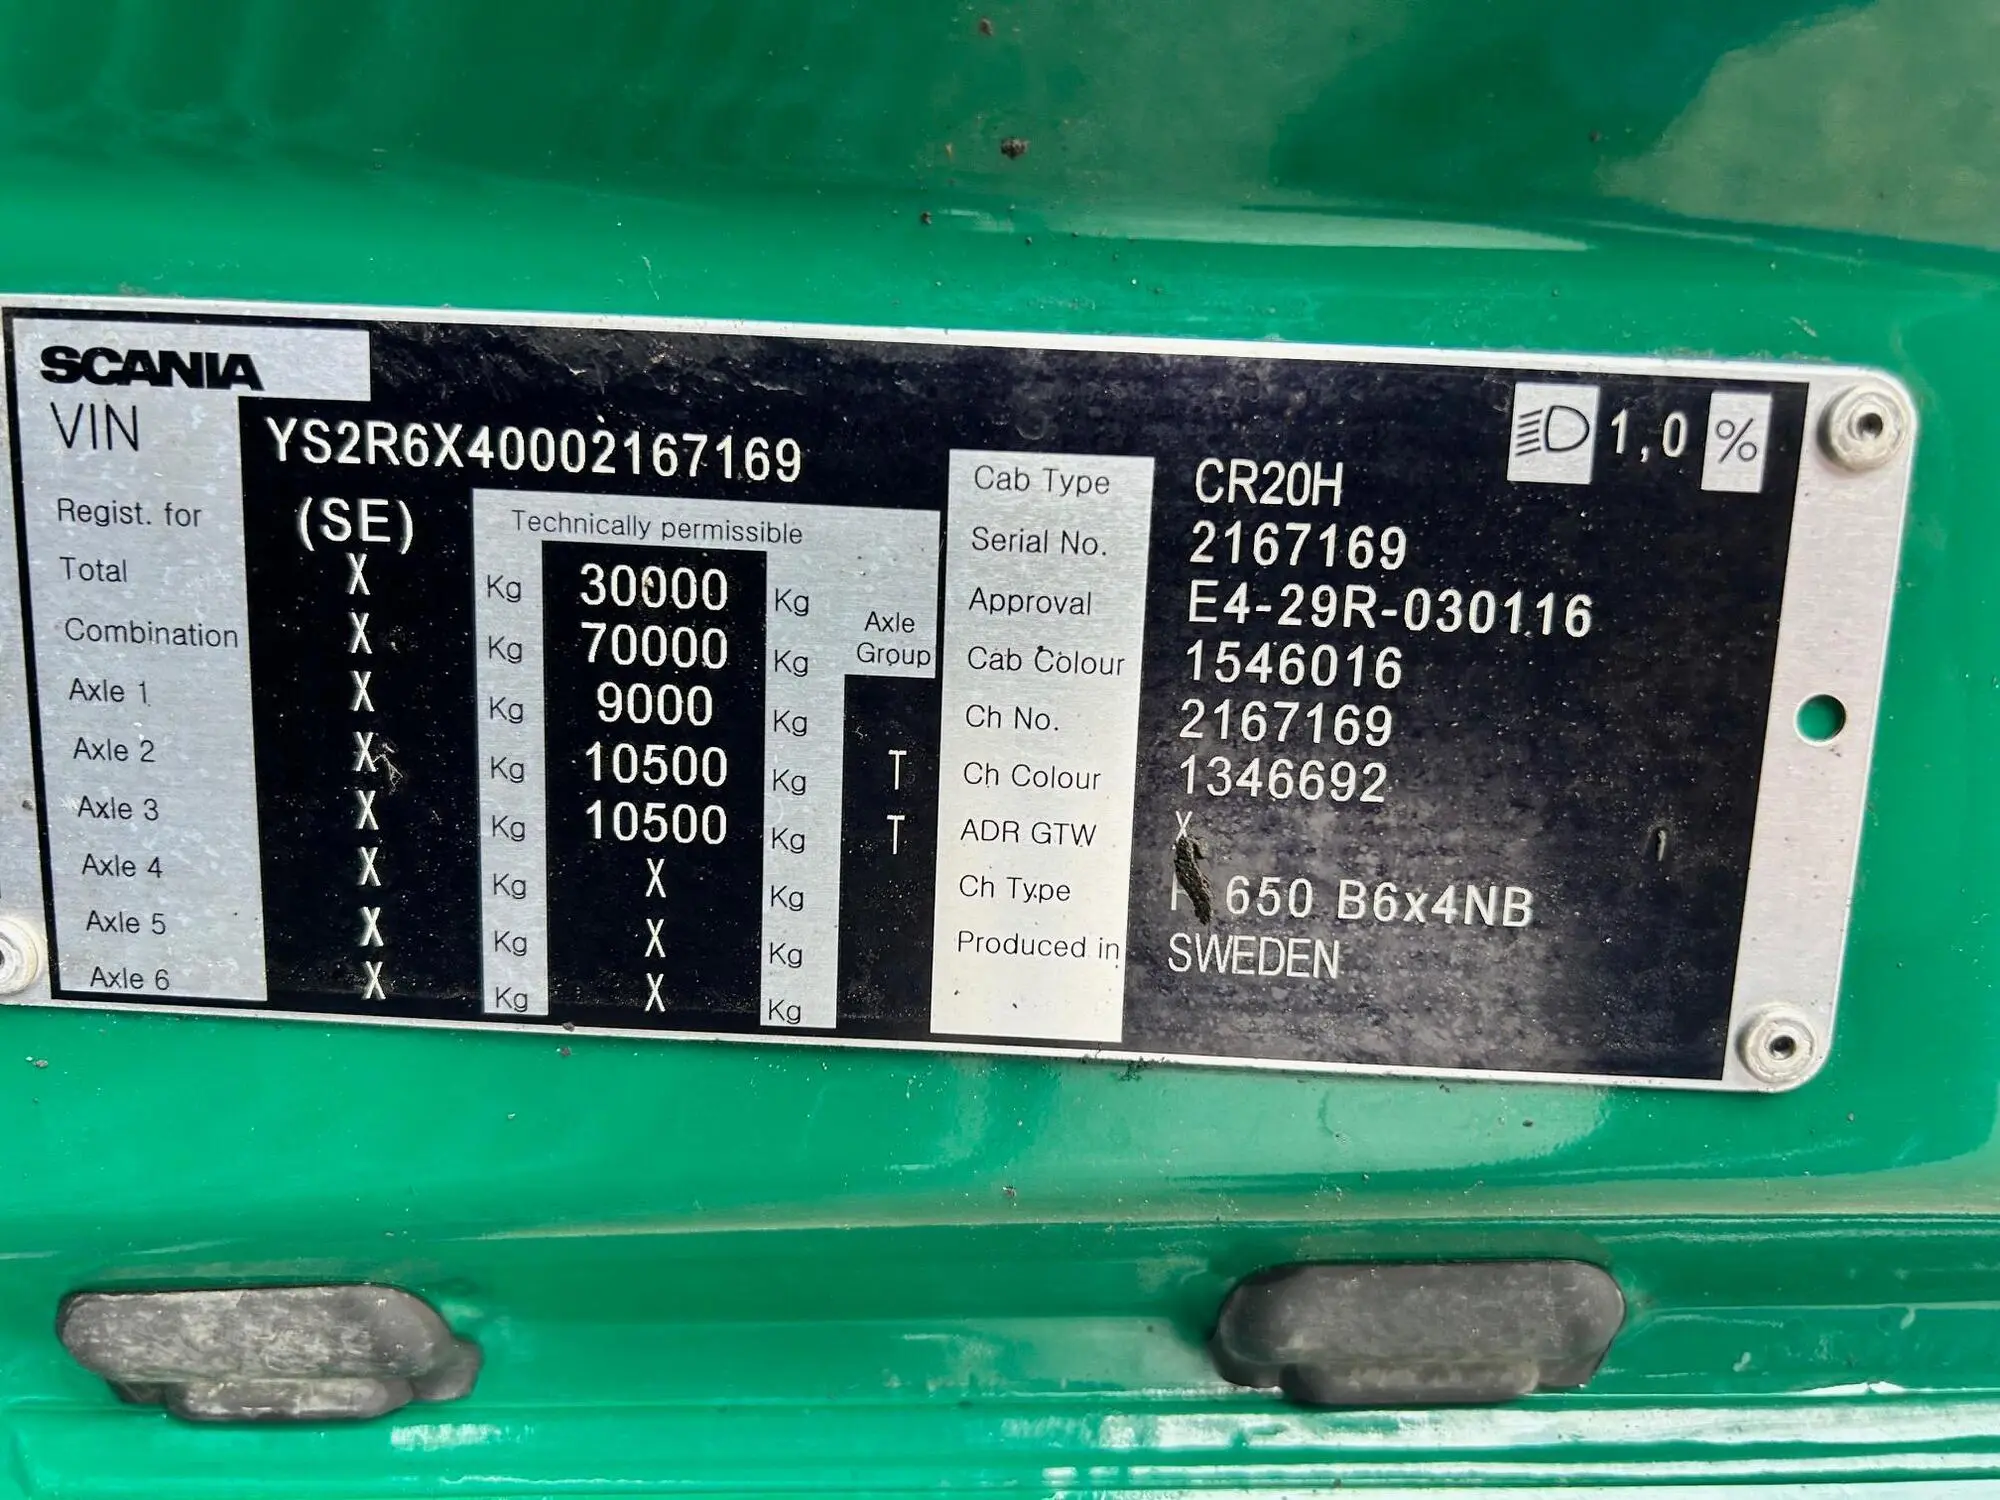 SCANIA
VIN YS2R6X40002167169
1,0 %
Regist. for (SE) Technically permissible
Total X Kg 30000 Kg
Combination X Kg 70000 Kg
Axle Group
Axle 1 X Kg 9000 Kg
Axle 2 X Kg 10500 Kg T
Axle 3 X Kg 10500 Kg T
Axle 4 X Kg X Kg
Axle 5 X Kg X Kg
Axle 6 X Kg X Kg
Cab Type CR20H
Serial No. 2167169
Approval E4-29R-030116
Cab Colour 1546016
Ch No. 2167169
Ch Colour 1346692
ADR GTW X
Ch Type 650 B6x4NB
Produced in SWEDEN